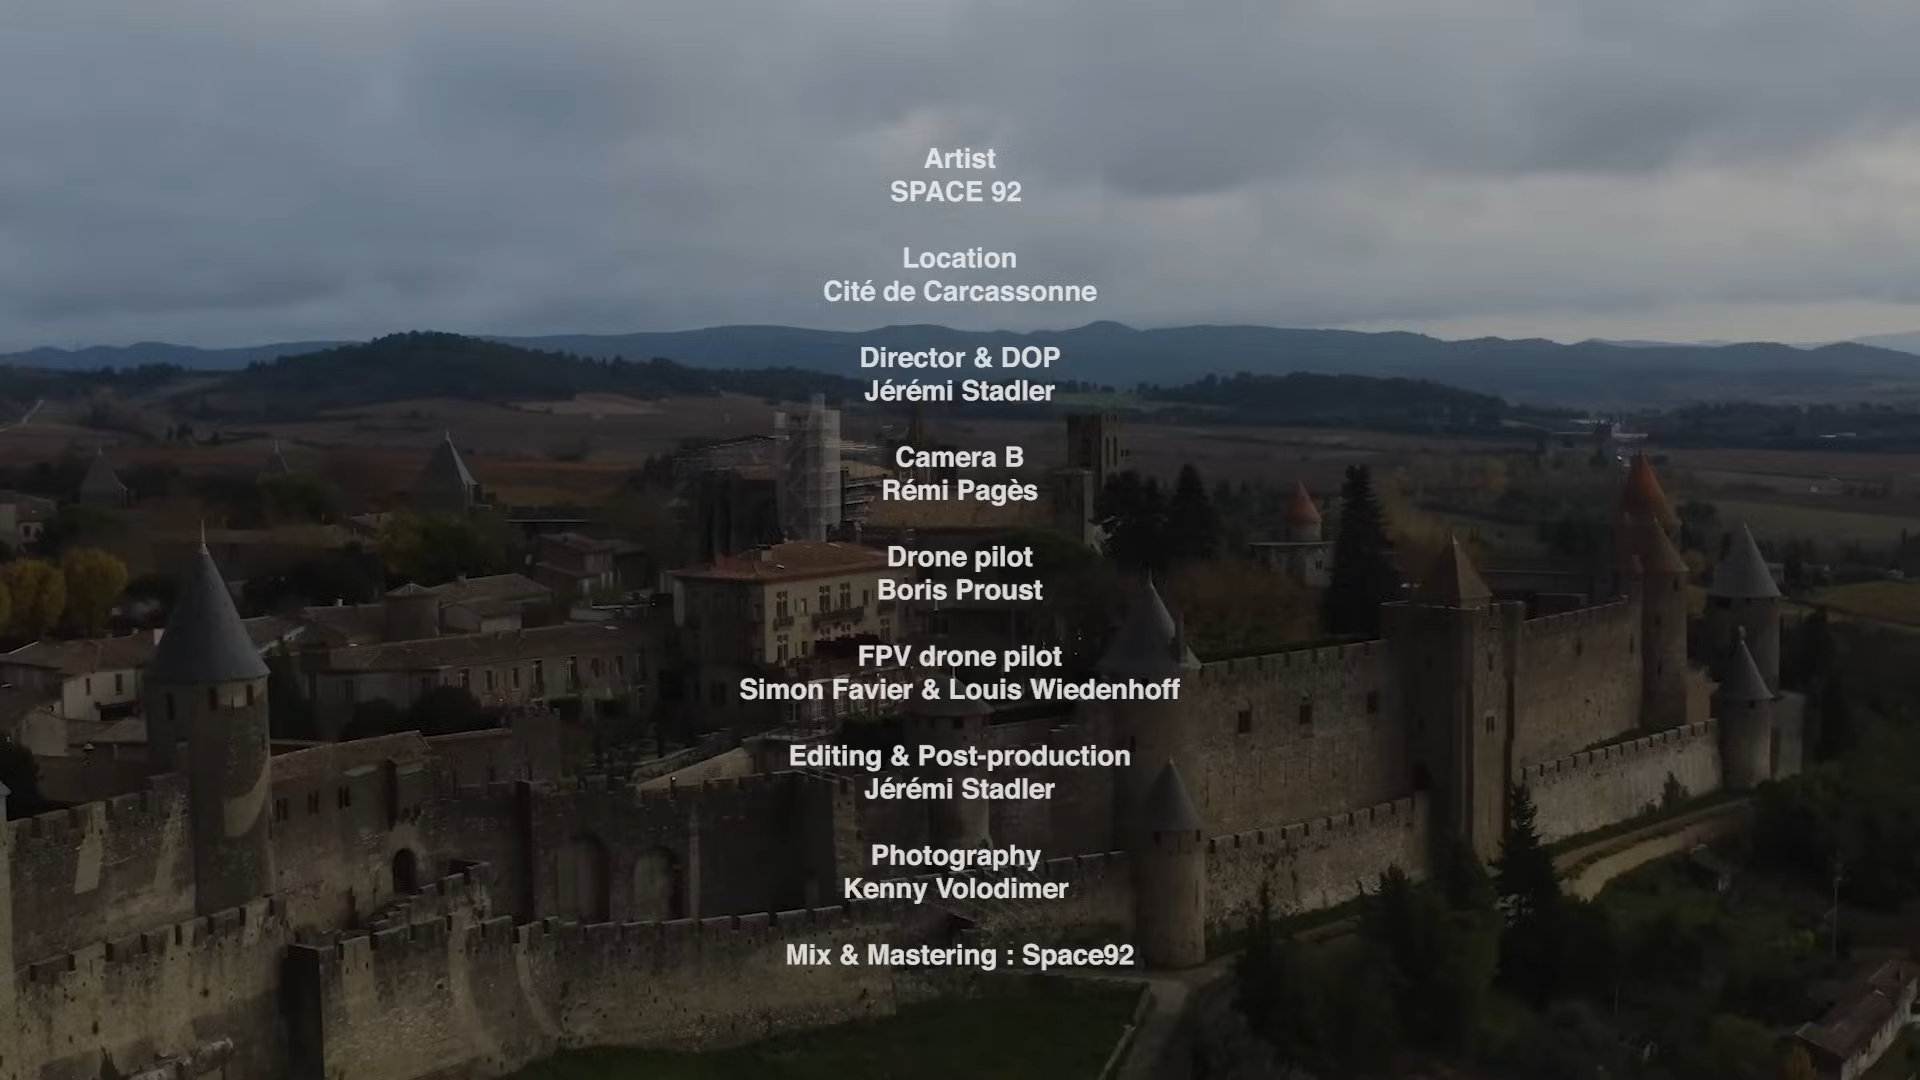 Artist
SPACE 92
Location
Cité de Carcassonne
Director & DOP
Jérémi Stadler
Camera B
Rémi Pagès
Drone pilot
Boris Proust
FPV drone pilot
Simon Favier & Louis Wiedenhoff
Editing & Post-production
Jérémi Stadler
Photography
Kenny Volodimer
Mix & Mastering : Space92